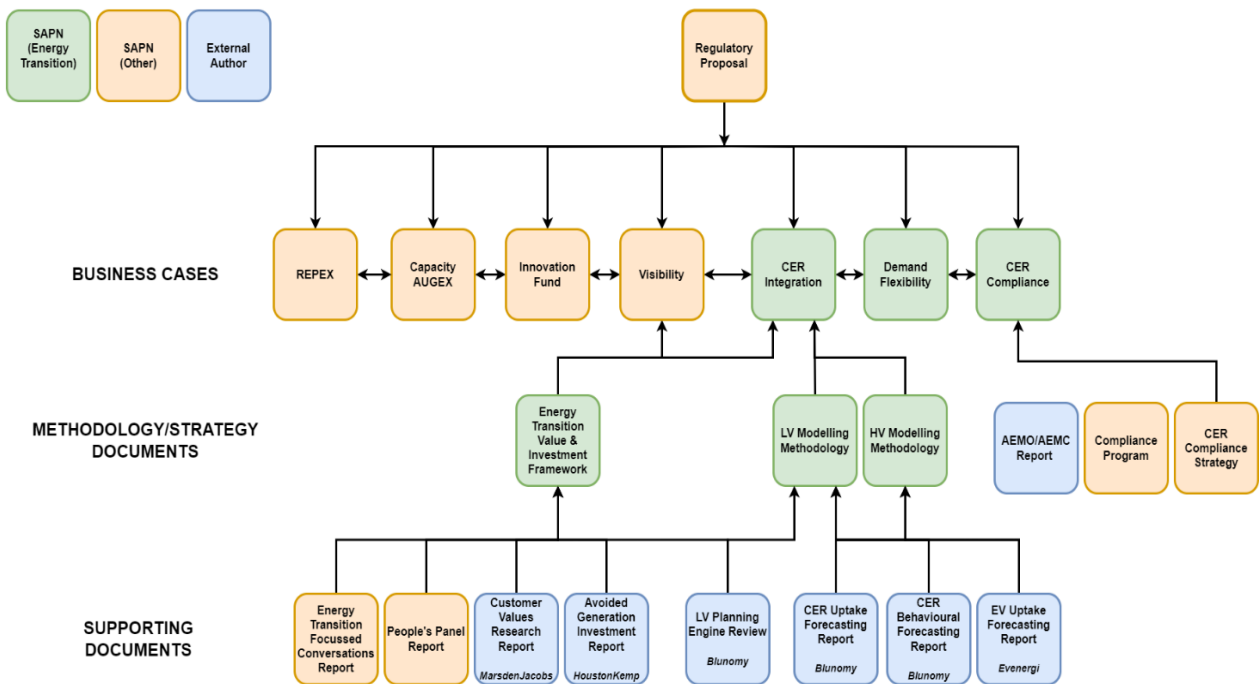 SAPN
(Energy
Transition)
SAPN
(Other)
External
Author
Regulatory
Proposal
BUSINESS CASES
REPEX
Capacity
AUGEX
Innovation
Fund
Visibility
CER
Integration
Demand
Flexibility
CER
Compliance
METHODOLOGY/STRATEGY
DOCUMENTS
Energy
Transition
Value &
Investment
Framework
LV Modelling
Methodology
HV Modelling
Methodology
AEMO/AEMC
Report
Compliance
Program
CER
Compliance
Strategy
SUPPORTING
DOCUMENTS
Energy
Transition
Focussed
Conversations
Report
People's Panel
Report
Customer
Values
Research
Report
MarsdenJacobs
Avoided
Generation
Investment
Report
HoustonKemp
LV Planning
Engine Review
Blunomy
CER Uptake
Forecasting
Report
Blunomy
CER
Behavioural
Forecasting
Report
Blunomy
EV Uptake
Forecasting
Report
Evenergi